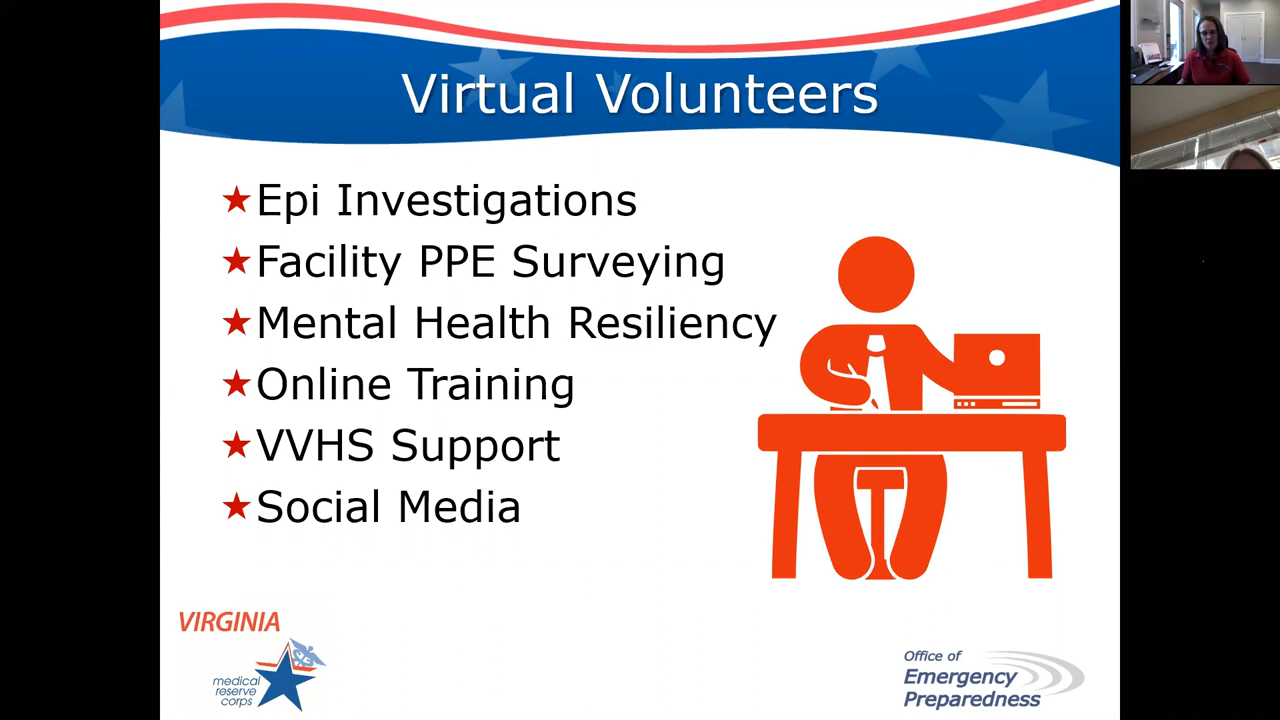 Virtual Volunteers
Epi Investigations
Facility PPE Surveying
Mental Health Resiliency
Online Training
VVHS Support
Social Media
VIRGINIA
medical
reserve
corps
Office of
Emergency
Preparedness